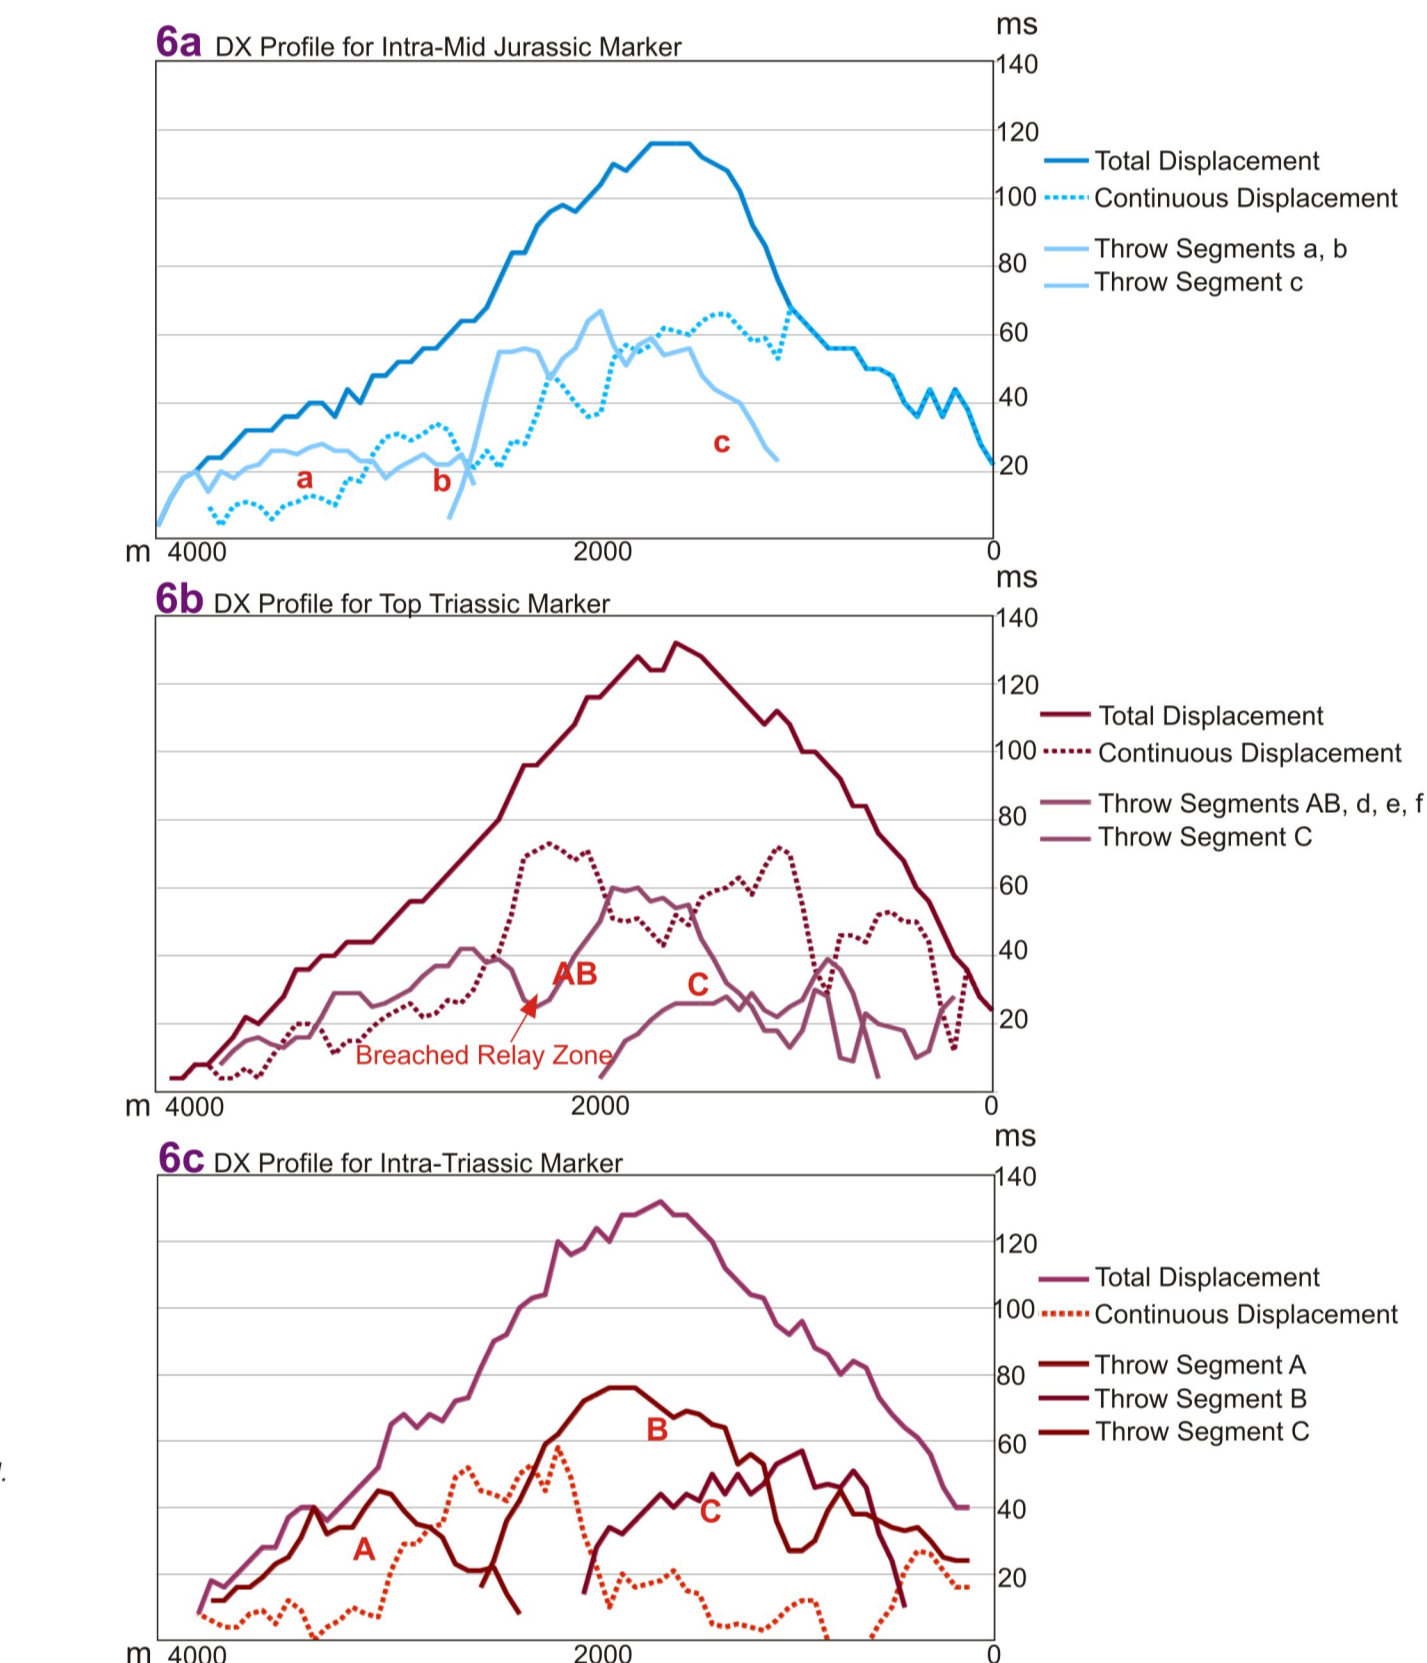 6a DX Profile for Intra-Mid Jurassic Marker
ms
140
120
100
80
60
40
20
Total Displacement
Continuous Displacement
Throw Segments a, b
Throw Segment c
a
b
c
m 4000 2000 0
6b DX Profile for Top Triassic Marker
ms
140
120
100
80
60
40
20
Total Displacement
Continuous Displacement
Throw Segments AB, d, e, f
Throw Segment C
AB
C
Breached Relay Zone
m 4000 2000 0
6c DX Profile for Intra-Triassic Marker
ms
140
120
100
80
60
40
20
Total Displacement
Continuous Displacement
Throw Segment A
Throw Segment B
Throw Segment C
B
C
A
m 4000 2000 0